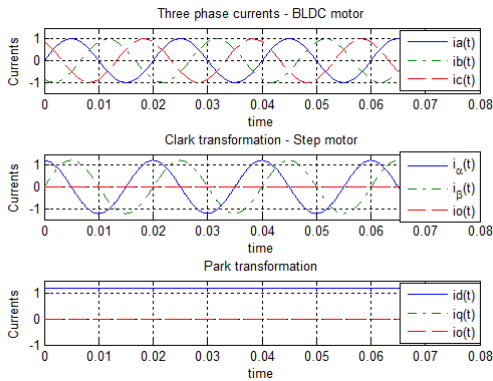 Three phase currents - BLDC motor
Currents
1
0
-1
ia(t)
ib(t)
ic(t)
0 0.01 0.02 0.03 0.04 0.05 0.06 0.07 0.08
time
Clark transformation - Step motor
Currents
1
0
-1
iα(t)
iβ(t)
io(t)
0 0.01 0.02 0.03 0.04 0.05 0.06 0.07 0.08
time
Park transformation
Currents
1
0
-1
id(t)
iq(t)
io(t)
0 0.01 0.02 0.03 0.04 0.05 0.06 0.07 0.08
time